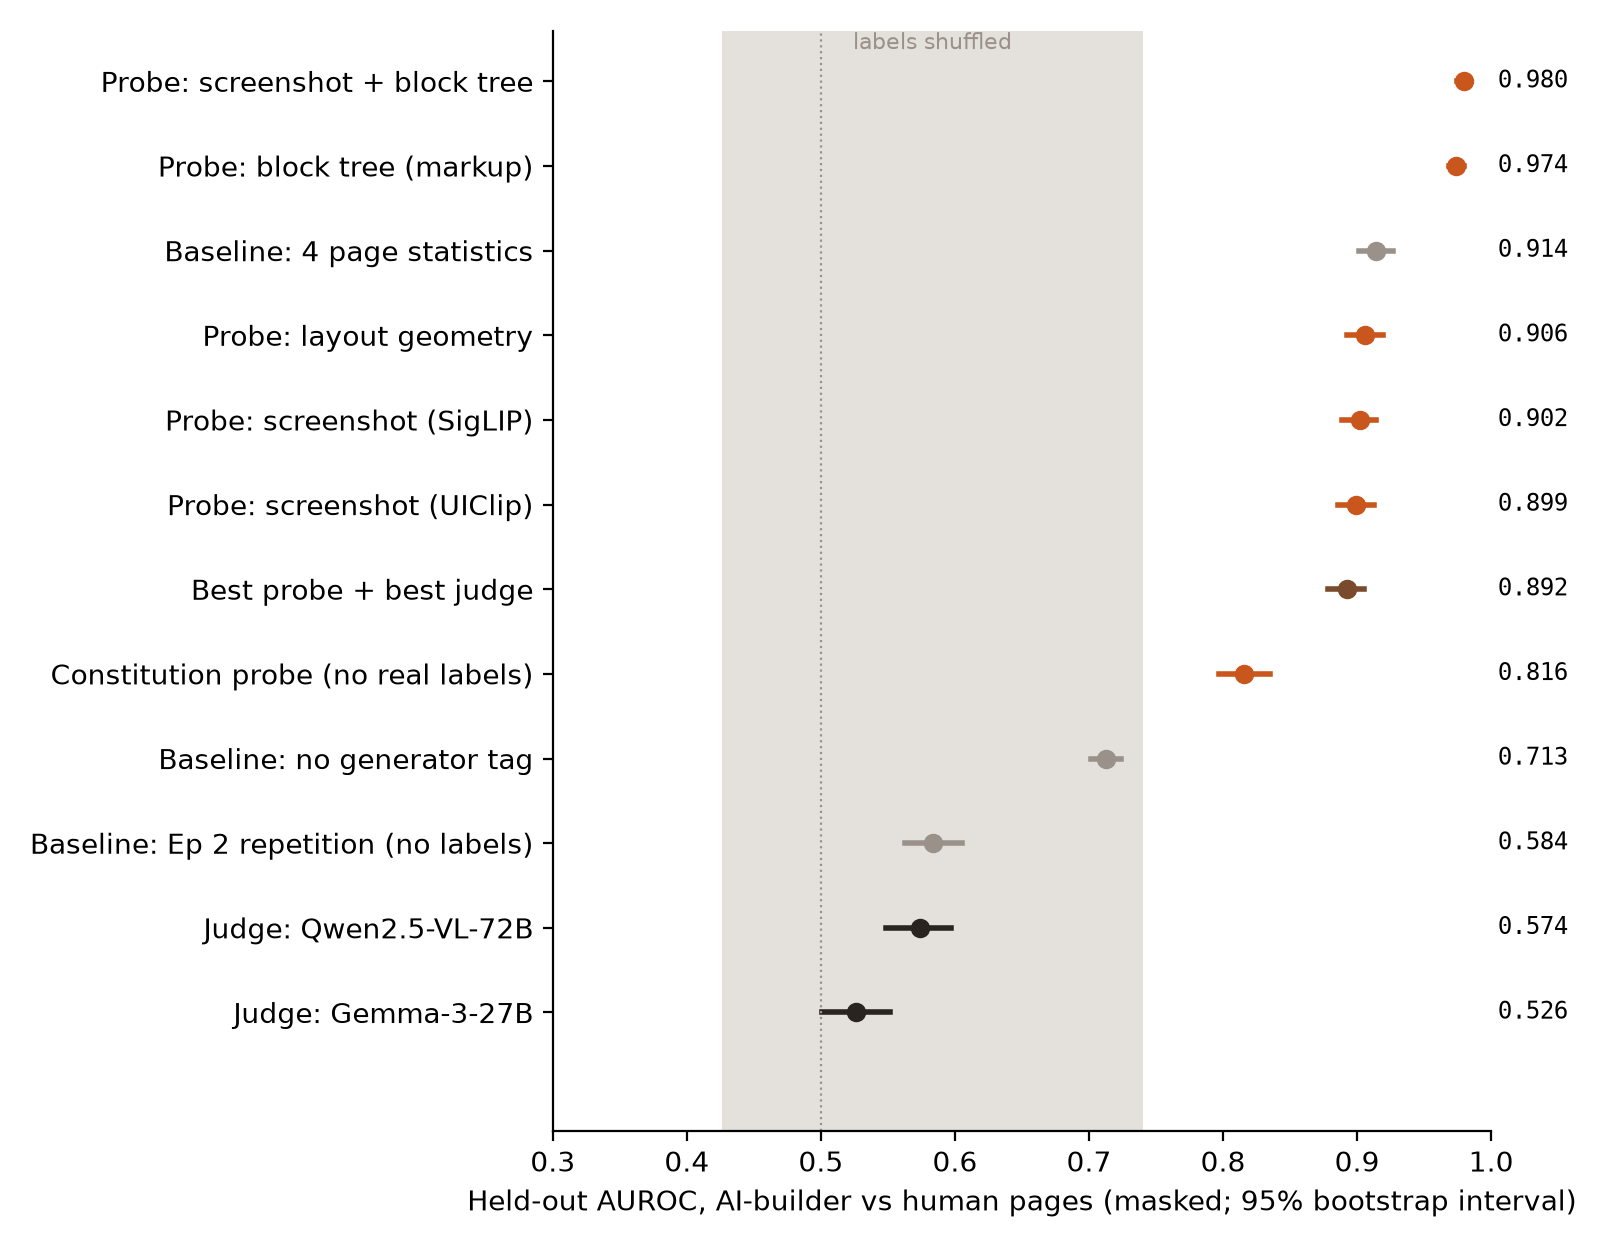 labels shuffled
Probe: screenshot + block tree 0.980
Probe: block tree (markup) 0.974
Baseline: 4 page statistics 0.914
Probe: layout geometry 0.906
Probe: screenshot (SigLIP) 0.902
Probe: screenshot (UIClip) 0.899
Best probe + best judge 0.892
Constitution probe (no real labels) 0.816
Baseline: no generator tag 0.713
Baseline: Ep 2 repetition (no labels) 0.584
Judge: Qwen2.5-VL-72B 0.574
Judge: Gemma-3-27B 0.526
0.3 0.4 0.5 0.6 0.7 0.8 0.9 1.0
Held-out AUROC, AI-builder vs human pages (masked; 95% bootstrap interval)